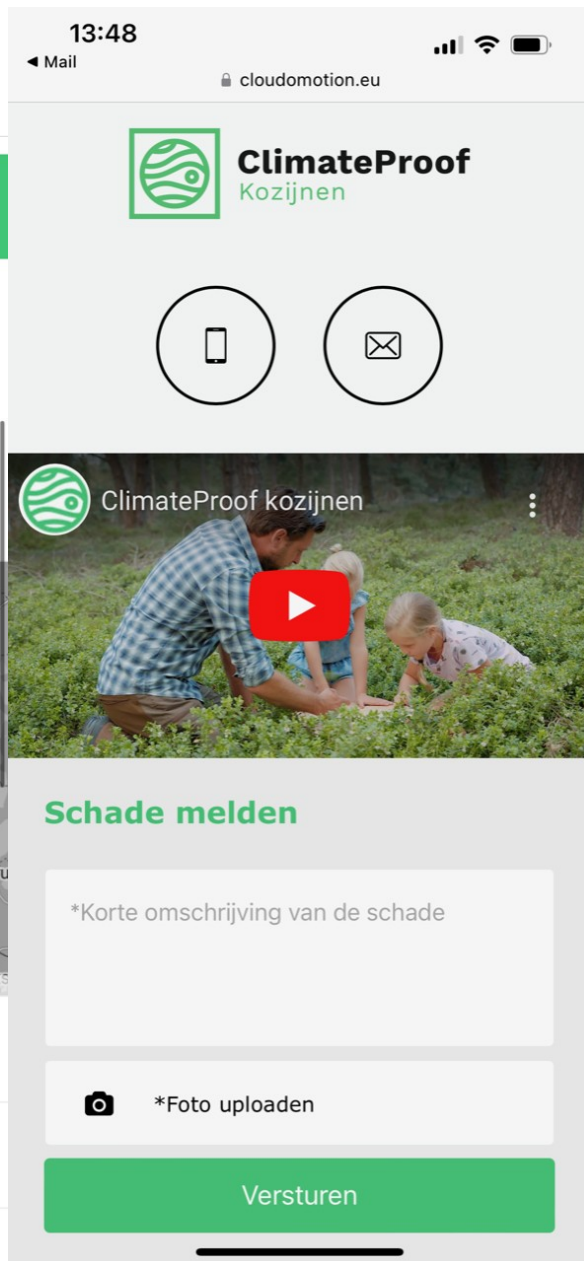 13:48
◀ Mail
cloudomotion.eu
ClimateProof
Kozijnen
ClimateProof kozijnen
Schade melden
*Korte omschrijving van de schade
*Foto uploaden
Versturen